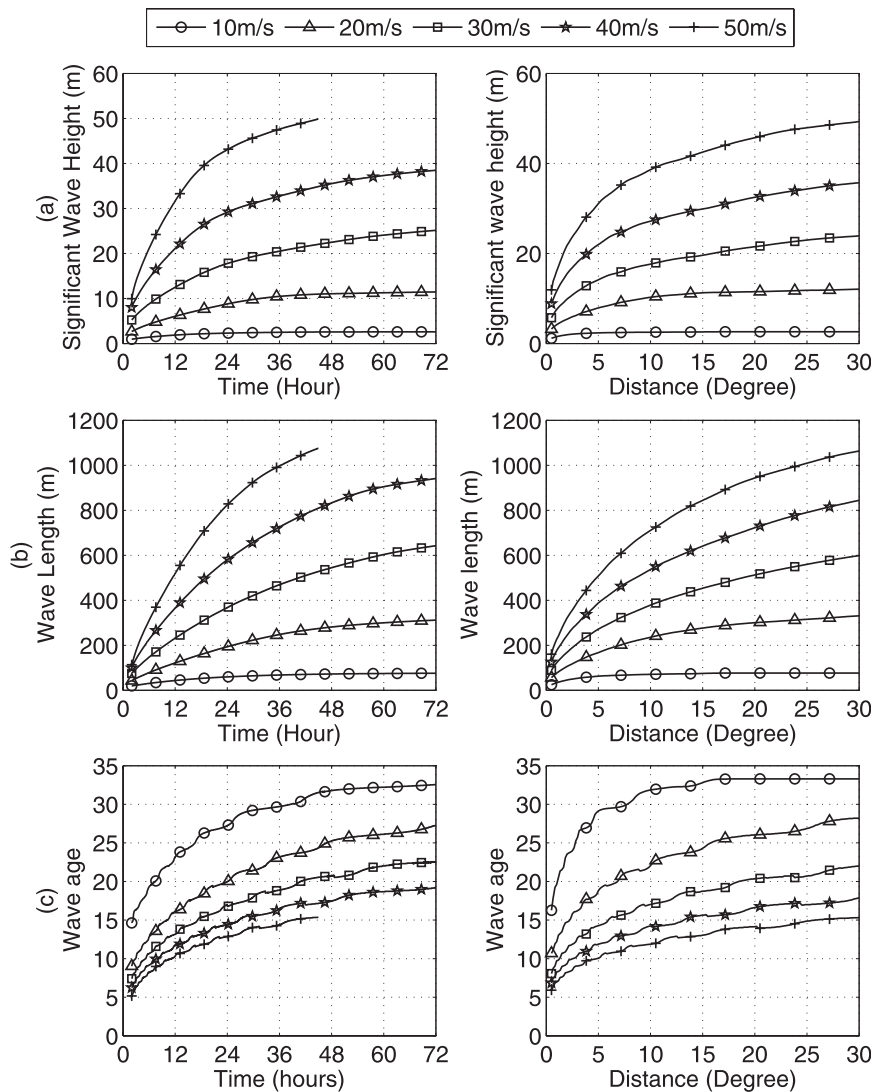 10m/s 20m/s 30m/s 40m/s 50m/s
(a)
Significant Wave Height (m)
60
50
40
30
20
10
0
0 12 24 36 48 60 72
Time (Hour)
Significant wave height (m)
60
40
20
0
0 5 10 15 20 25 30
Distance (Degree)
(b)
Wave Length (m)
1200
1000
800
600
400
200
0
0 12 24 36 48 60 72
Time (Hour)
Wave length (m)
1200
1000
800
600
400
200
0
0 5 10 15 20 25 30
Distance (Degree)
(c)
Wave age
35
30
25
20
15
10
5
0
0 12 24 36 48 60 72
Time (hours)
Wave age
35
30
25
20
15
10
5
0
0 5 10 15 20 25 30
Distance (Degree)